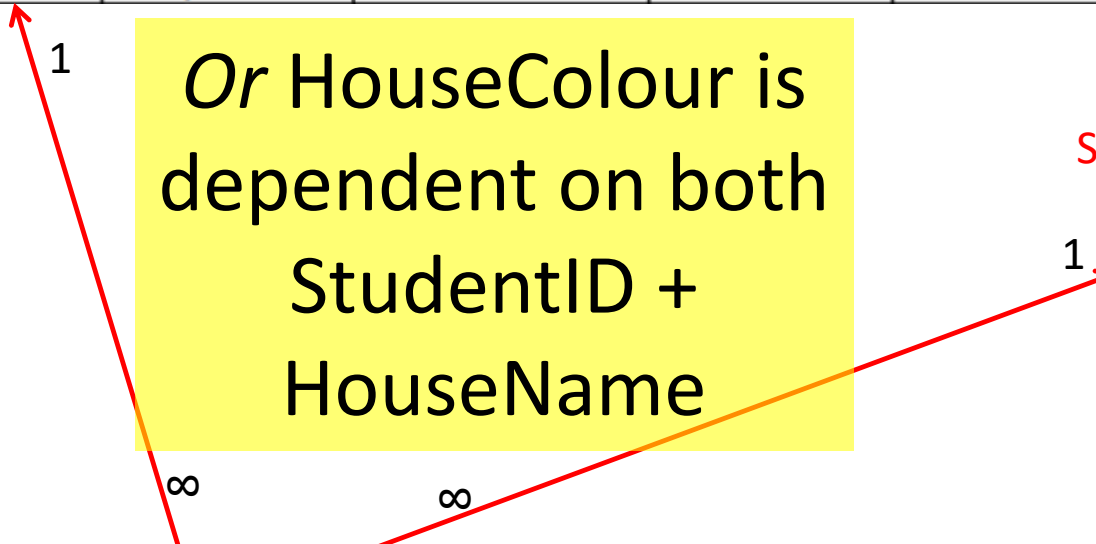 1
Or HouseColour is
dependent on both
StudentID +
HouseName
S
1
∞
∞